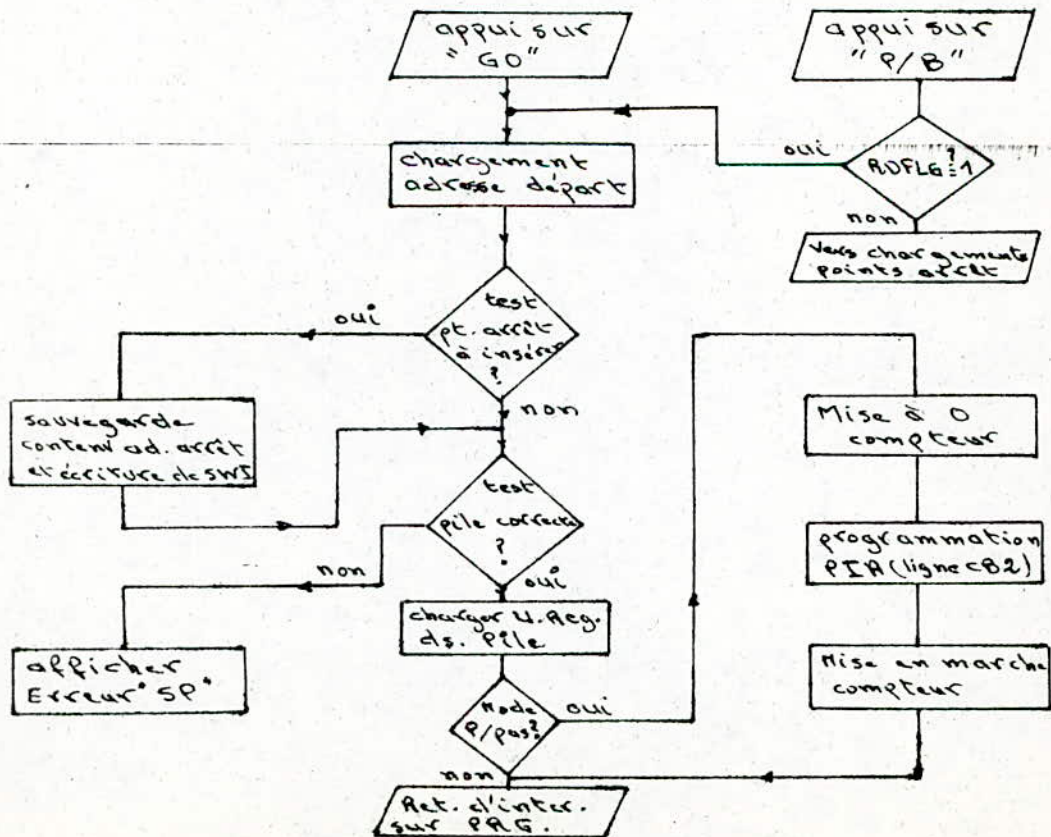 appui sur
"GO"
appui sur
"P/B"
oui
RDFLG ?= 1
non
vers chargements
points arrêt
chargement
adresse départ
test
pt. arrêt
à insérer
?
oui
non
sauvegarde
contenu ad. arrêt
et écriture de SWI
test
pile correcte
?
non
oui
afficher
Erreur "SP"
charger U.Reg.
ds. Pile
Mode
P/pas?
oui
non
Mise à 0
compteur
programmation
PIA (ligne CB2)
Mise en marche
compteur
Ret. d'inter.
sur PRG.